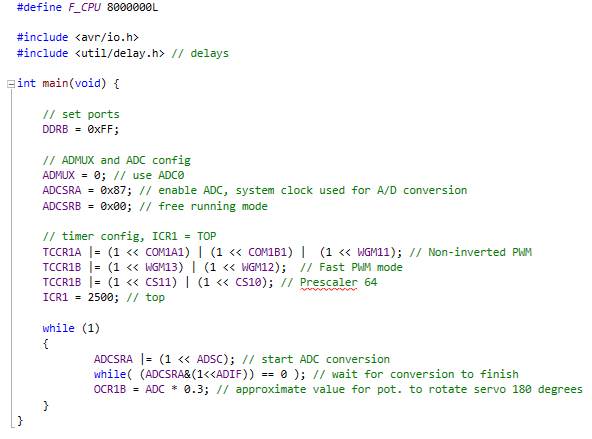 #define F_CPU 8000000L
#include <avr/io.h>
#include <util/delay.h> // delays
int main(void) {
// set ports
DDRB = 0xFF;
// ADMUX and ADC config
ADMUX = 0; // use ADC0
ADCSRA = 0x87; // enable ADC, system clock used for A/D conversion
ADCSRB = 0x00; // free running mode
// timer config, ICR1 = TOP
TCCR1A |= (1 << COM1A1) | (1 << COM1B1) |  (1 << WGM11); // Non-inverted PWM
TCCR1B |= (1 << WGM13) | (1 << WGM12);  // Fast PWM mode
TCCR1B |= (1 << CS11) | (1 << CS10); // Prescaler 64
ICR1 = 2500; // top
while (1)
{
ADCSRA |= (1 << ADSC); // start ADC conversion
while( (ADCSRA&(1<<ADIF)) == 0 ); // wait for conversion to finish
OCR1B = ADC * 0.3; // approximate value for pot. to rotate servo 180 degrees
}
}